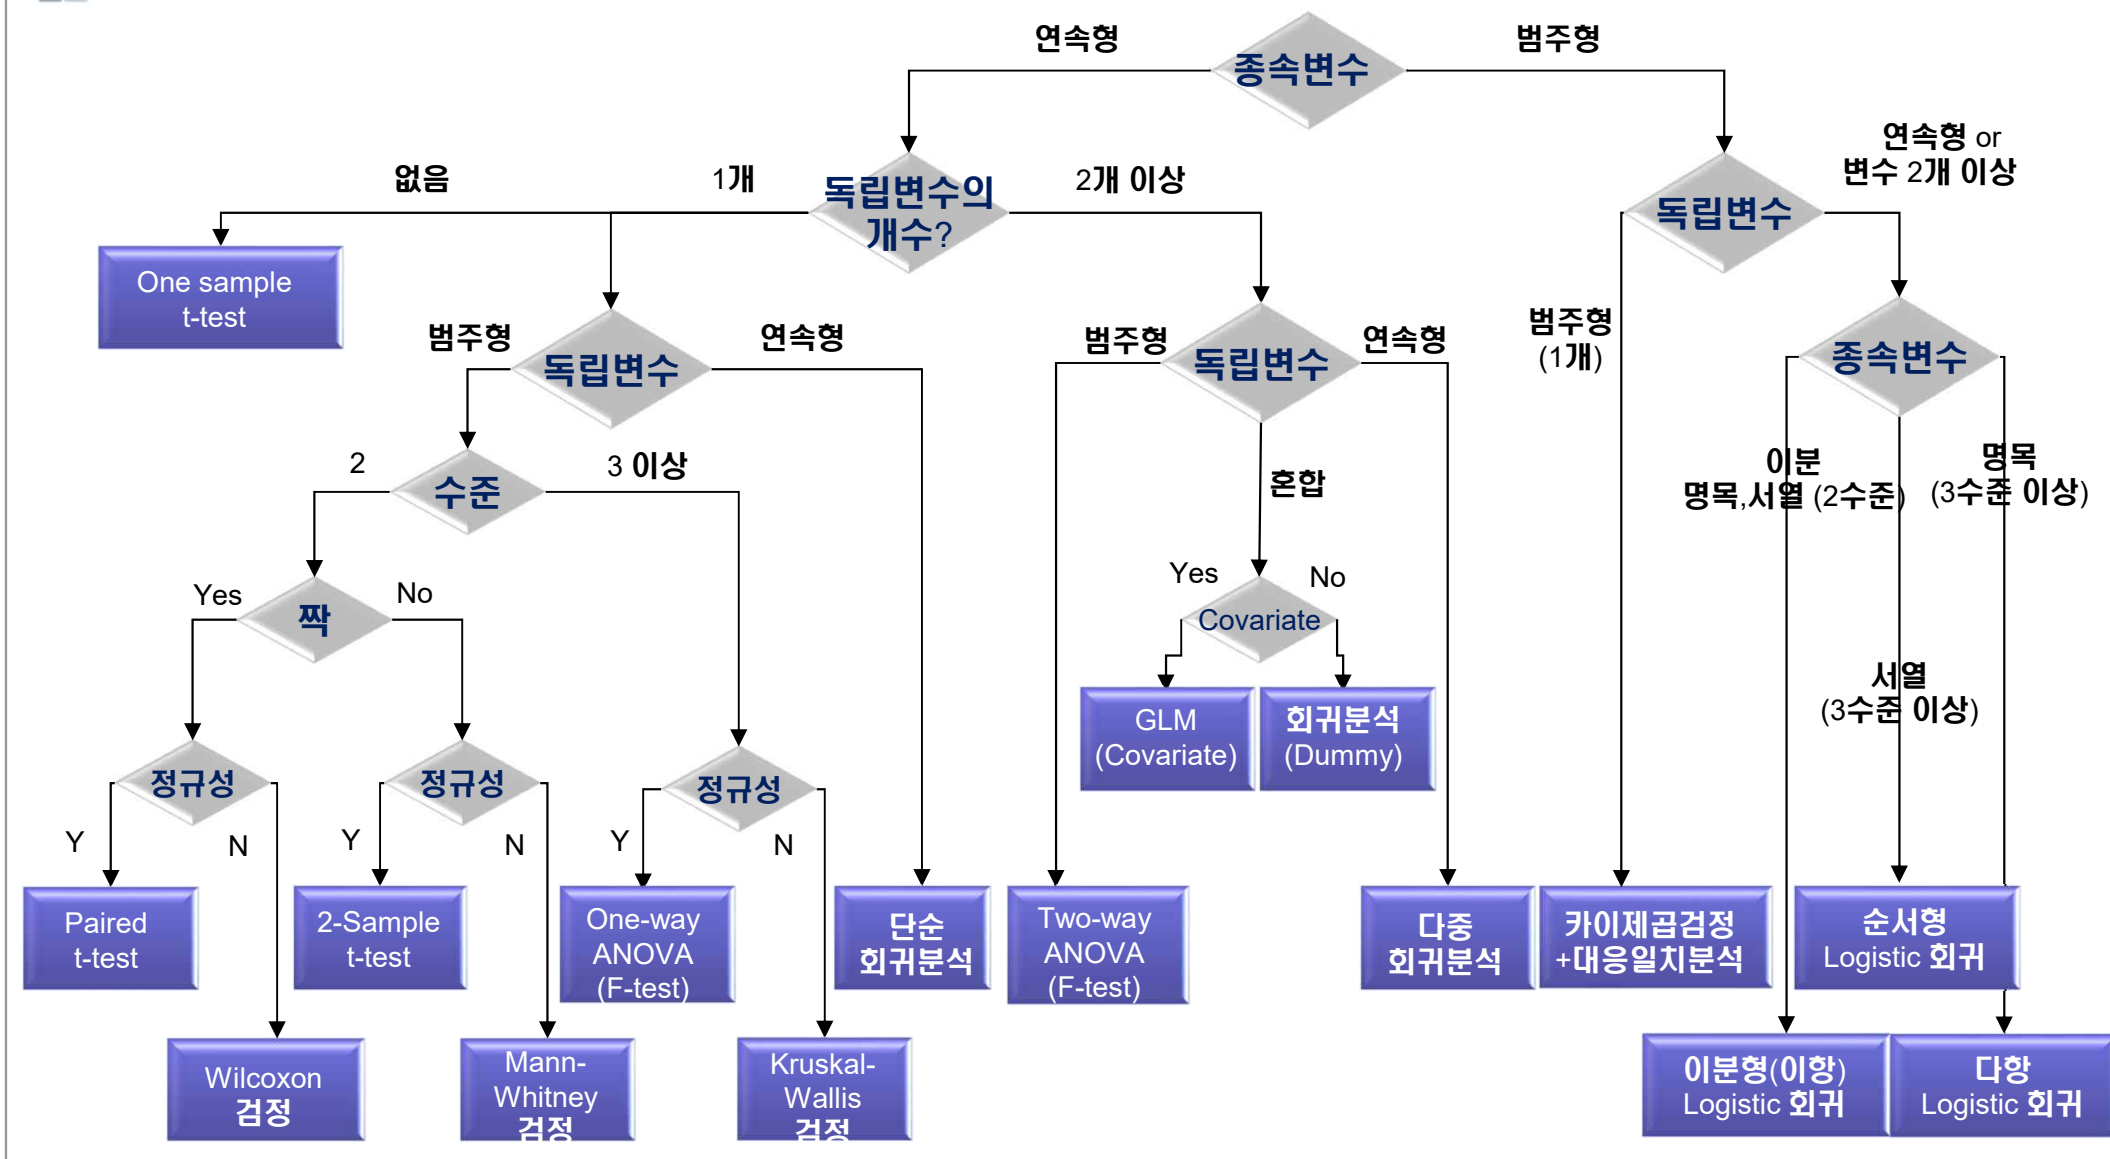 연속형
범주형
종속변수
연속형 or
변수 2개 이상
없음
1개
2개 이상
독립변수의
개수?
독립변수
One sample
t-test
범주형
연속형
독립변수
범주형
연속형
독립변수
범주형
(1개)
종속변수
2
3 이상
수준
혼합
이분
명목,서열 (2수준)
명목
(3수준 이상)
Yes
No
짝
Yes
No
Covariate
서열
(3수준 이상)
GLM
(Covariate)
회귀분석
(Dummy)
정규성
정규성
정규성
Y
N
Y
N
Y
N
Paired
t-test
2-Sample
t-test
One-way
ANOVA
(F-test)
단순
회귀분석
Two-way
ANOVA
(F-test)
다중
회귀분석
카이제곱검정
+대응일치분석
순서형
Logistic 회귀
Wilcoxon
검정
Mann-
Whitney
검정
Kruskal-
Wallis
검정
이분형(이항)
Logistic 회귀
다항
Logistic 회귀